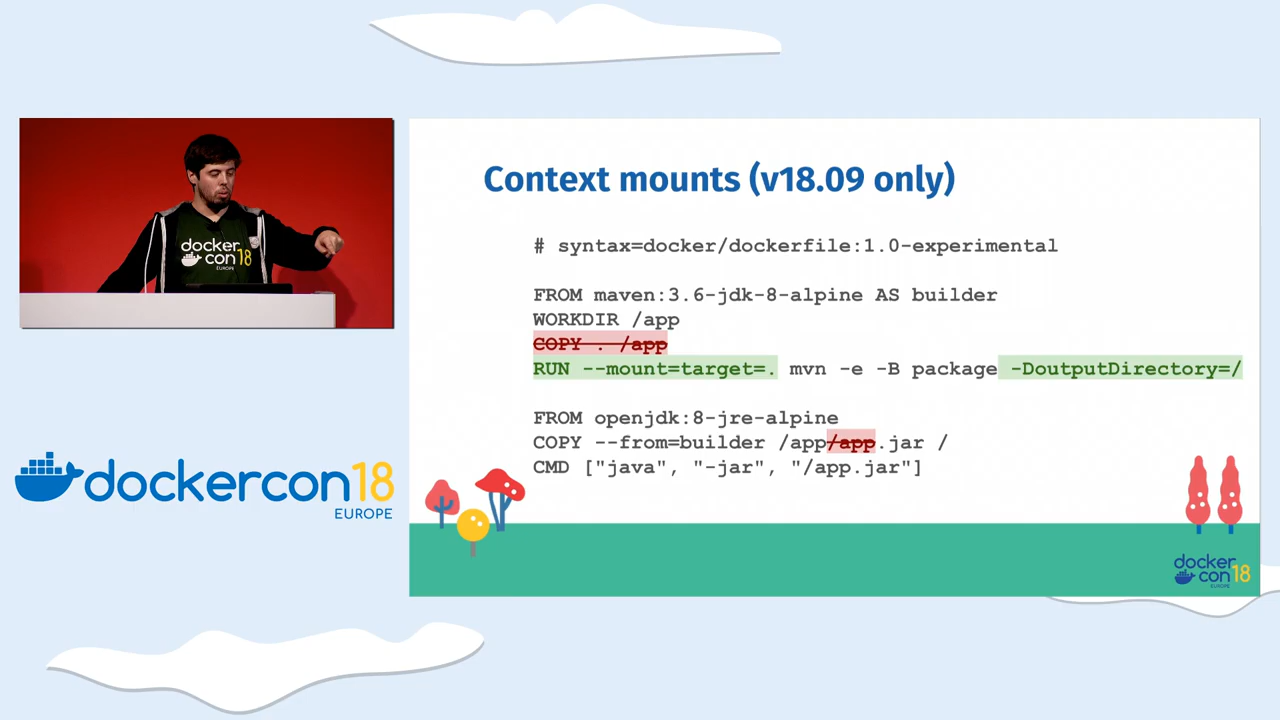 docker
con 18
EUROPE
dockercon18
EUROPE
Context mounts (v18.09 only)
# syntax=docker/dockerfile:1.0-experimental
FROM maven:3.6-jdk-8-alpine AS builder
WORKDIR /app
COPY . /app
RUN --mount=target=. mvn -e -B package -DoutputDirectory=/
FROM openjdk:8-jre-alpine
COPY --from=builder /app/app.jar /
CMD ["java", "-jar", "/app.jar"]
docker
con 18
EUROPE